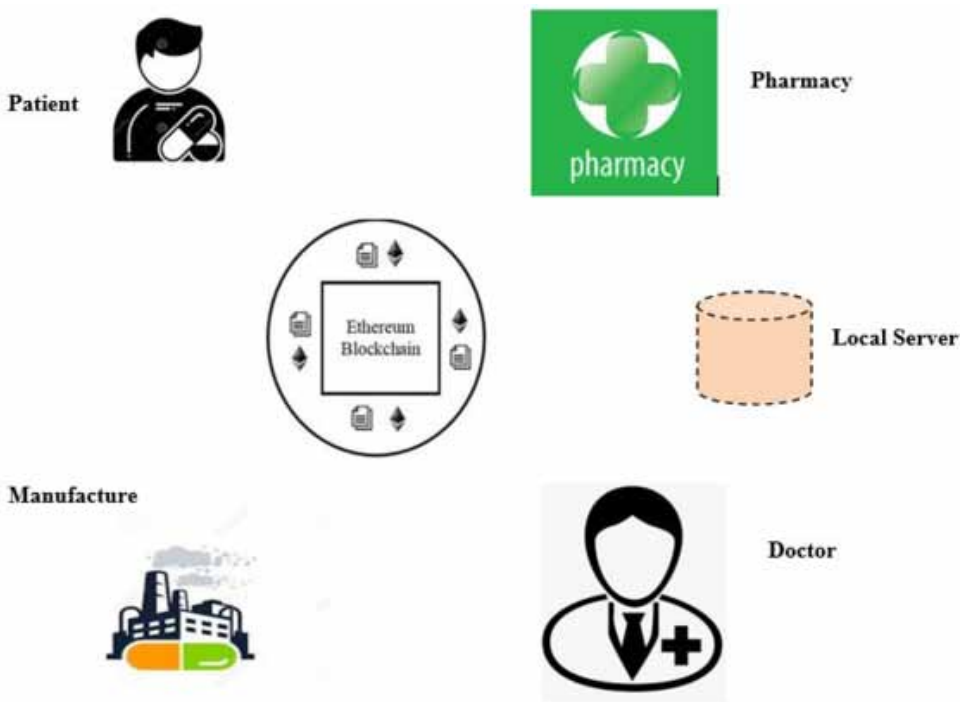 Patient
Pharmacy
pharmacy
Ethereum
Blockchain
Local Server
Manufacture
Doctor